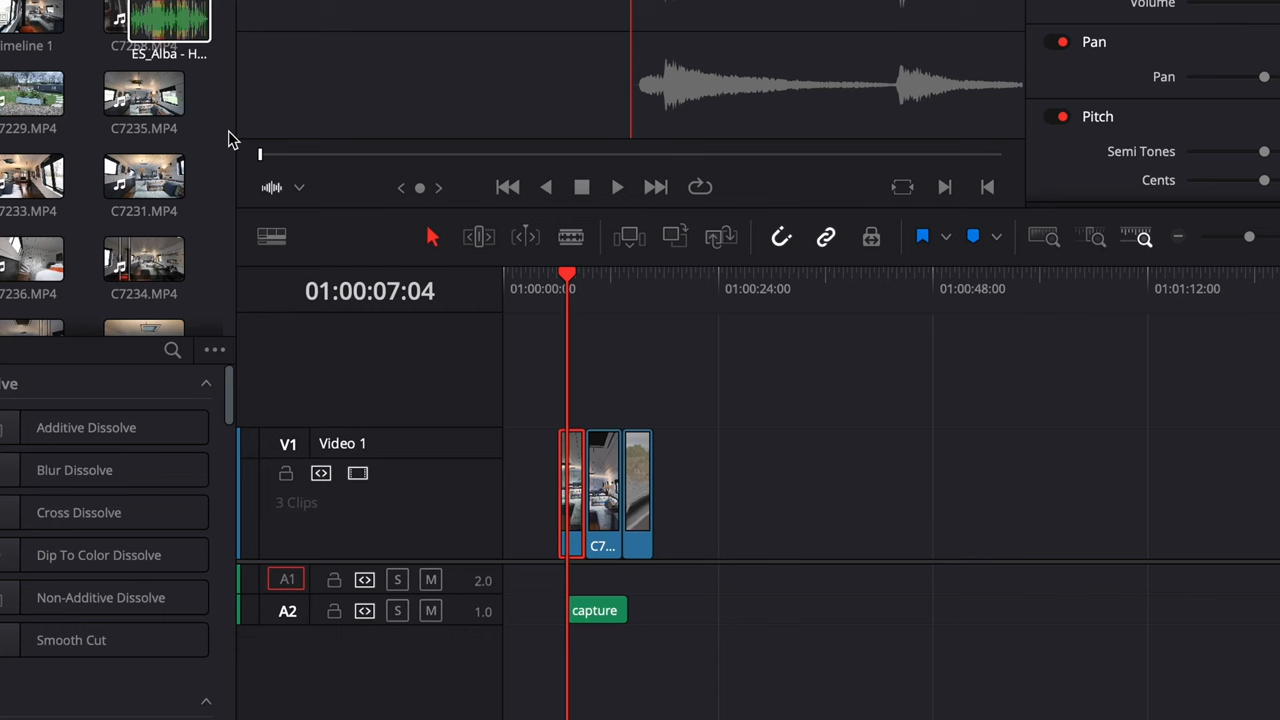 Volume
imeline 1
C7268.MP4
ES_Alba - H...
Pan
Pan
Pitch
Semi Tones
Cents
7229.MP4
C7235.MP4
7233.MP4
C7231.MP4
7236.MP4
C7234.MP4
01:00:07:04
01:00:00:00
01:00:24:00
01:00:48:00
01:01:12:00
ve
Additive Dissolve
Blur Dissolve
Cross Dissolve
Dip To Color Dissolve
Non-Additive Dissolve
Smooth Cut
V1
Video 1
3 Clips
C7...
A1
S
M
2.0
A2
S
M
1.0
capture